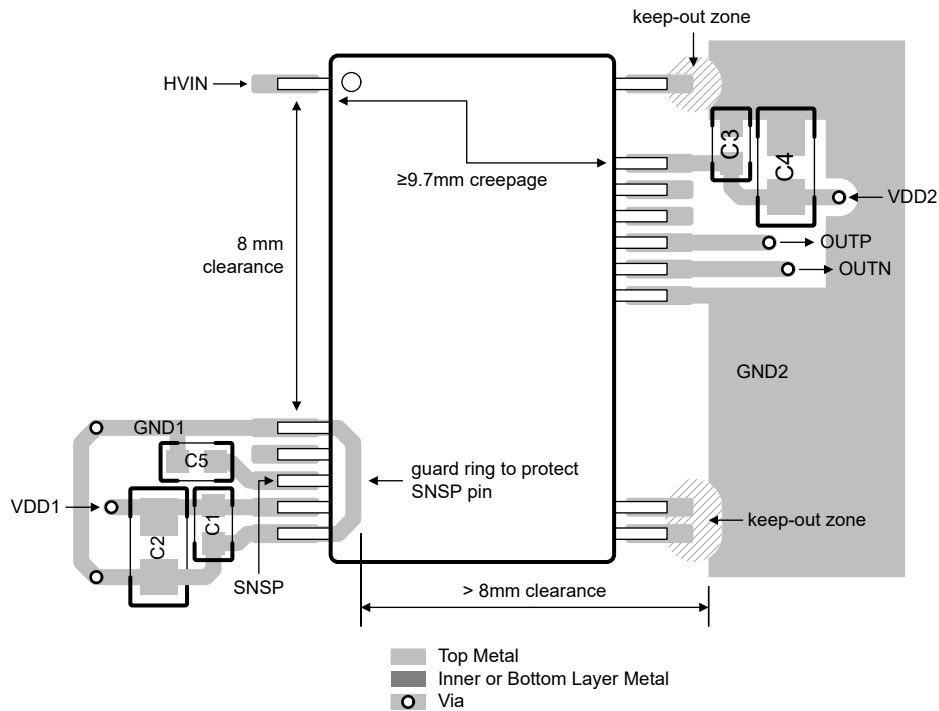 keep-out zone
HVIN
C3
C4
≥9.7mm creepage
VDD2
8 mm
clearance
OUTP
OUTN
GND2
GND1
C5
guard ring to protect
SNSP pin
VDD1
C2
C1
keep-out zone
SNSP
> 8mm clearance
Top Metal
Inner or Bottom Layer Metal
Via